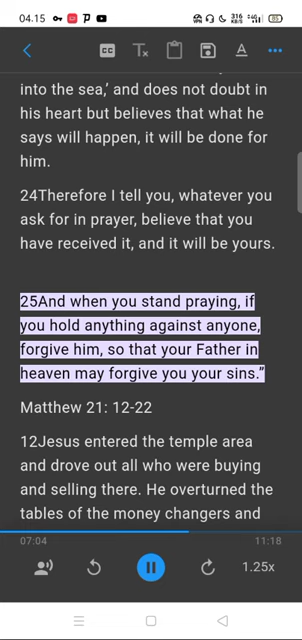 04.15
316 KB/S
4G
85
CC
into the sea,’ and does not doubt in
his heart but believes that what he
says will happen, it will be done for
him.
24Therefore I tell you, whatever you
ask for in prayer, believe that you
have received it, and it will be yours.
25And when you stand praying, if
you hold anything against anyone,
forgive him, so that your Father in
heaven may forgive you your sins.”
Matthew 21: 12-22
12Jesus entered the temple area
and drove out all who were buying
and selling there. He overturned the
tables of the money changers and
07:04
11:18
1.25x